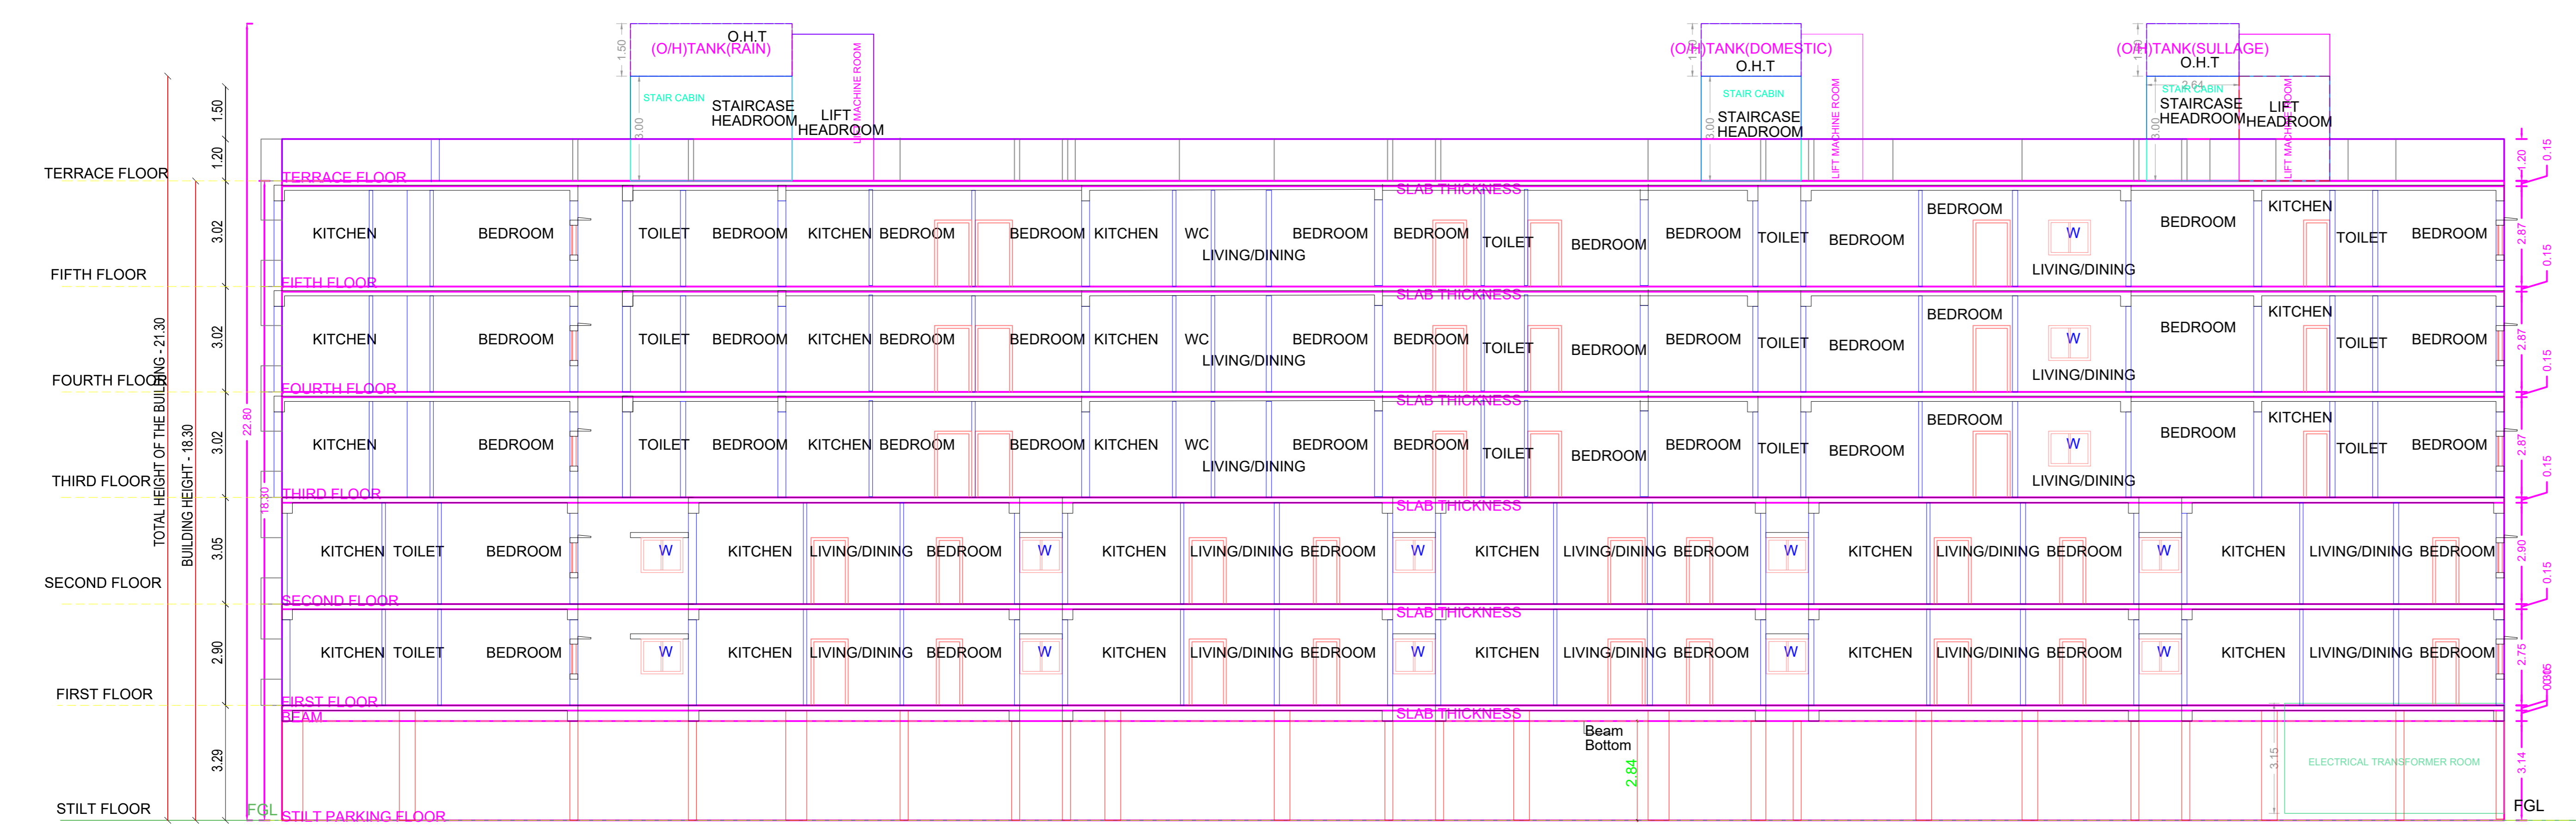 O.H.T
(O/H)TANK(RAIN)
1.50
STAIR CABIN
STAIRCASE
HEADROOM
3.00
LIFT
HEADROOM
LIFT MACHINE ROOM
(O/H)TANK(DOMESTIC)
O.H.T
STAIR CABIN
STAIRCASE
HEADROOM
3.00
LIFT MACHINE ROOM
(O/H)TANK(SULLAGE)
O.H.T
2.64
STAIR CABIN
STAIRCASE
HEADROOM
3.00
LIFT
HEADROOM
LIFT MACHINE ROOM
1.50
1.20
TERRACE FLOOR
TERRACE FLOOR
SLAB THICKNESS
1.20
0.15
3.02
KITCHEN
BEDROOM
TOILET
BEDROOM
KITCHEN
BEDROOM
BEDROOM
KITCHEN
WC
LIVING/DINING
BEDROOM
BEDROOM
TOILET
BEDROOM
BEDROOM
TOILET
BEDROOM
BEDROOM
W
LIVING/DINING
BEDROOM
KITCHEN
TOILET
BEDROOM
2.87
0.15
FIFTH FLOOR
FIFTH FLOOR
SLAB THICKNESS
3.02
KITCHEN
BEDROOM
TOILET
BEDROOM
KITCHEN
BEDROOM
BEDROOM
KITCHEN
WC
LIVING/DINING
BEDROOM
BEDROOM
TOILET
BEDROOM
BEDROOM
TOILET
BEDROOM
BEDROOM
W
LIVING/DINING
BEDROOM
KITCHEN
TOILET
BEDROOM
2.87
0.15
FOURTH FLOOR
FOURTH FLOOR
SLAB THICKNESS
TOTAL HEIGHT OF THE BUILDING - 21.30
BUILDING HEIGHT - 18.30
22.80
18.30
3.02
KITCHEN
BEDROOM
TOILET
BEDROOM
KITCHEN
BEDROOM
BEDROOM
KITCHEN
WC
LIVING/DINING
BEDROOM
BEDROOM
TOILET
BEDROOM
BEDROOM
TOILET
BEDROOM
BEDROOM
W
LIVING/DINING
BEDROOM
KITCHEN
TOILET
BEDROOM
2.87
0.15
THIRD FLOOR
THIRD FLOOR
SLAB THICKNESS
3.05
KITCHEN
TOILET
BEDROOM
W
KITCHEN
LIVING/DINING
BEDROOM
W
KITCHEN
LIVING/DINING
BEDROOM
W
KITCHEN
LIVING/DINING
BEDROOM
W
KITCHEN
LIVING/DINING
BEDROOM
W
KITCHEN
LIVING/DINING
BEDROOM
2.90
0.15
SECOND FLOOR
SECOND FLOOR
SLAB THICKNESS
2.90
KITCHEN
TOILET
BEDROOM
W
KITCHEN
LIVING/DINING
BEDROOM
W
KITCHEN
LIVING/DINING
BEDROOM
W
KITCHEN
LIVING/DINING
BEDROOM
W
KITCHEN
LIVING/DINING
BEDROOM
W
KITCHEN
LIVING/DINING
BEDROOM
2.75
FIRST FLOOR
FIRST FLOOR
BEAM
SLAB THICKNESS
3.29
Beam
Bottom
2.84
3.15
ELECTRICAL TRANSFORMER ROOM
3.14
STILT FLOOR
FGL
STILT PARKING FLOOR
FGL